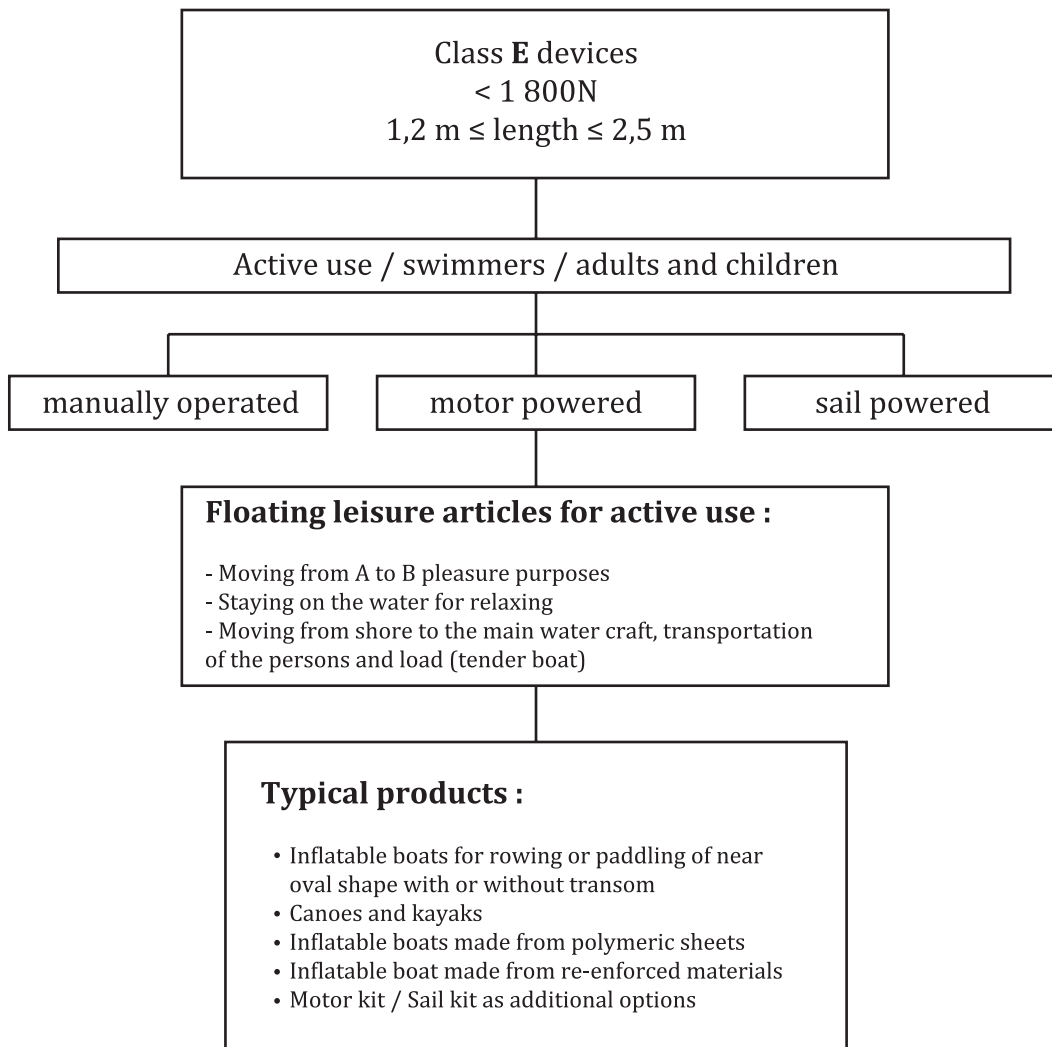 Class E devices
< 1 800N
1,2 m ≤ length ≤ 2,5 m
Active use / swimmers / adults and children
manually operated
motor powered
sail powered
Floating leisure articles for active use :
- Moving from A to B pleasure purposes
- Staying on the water for relaxing
- Moving from shore to the main water craft, transportation
of the persons and load (tender boat)
Typical products :
• Inflatable boats for rowing or paddling of near
oval shape with or without transom
• Canoes and kayaks
• Inflatable boats made from polymeric sheets
• Inflatable boat made from re-enforced materials
• Motor kit / Sail kit as additional options